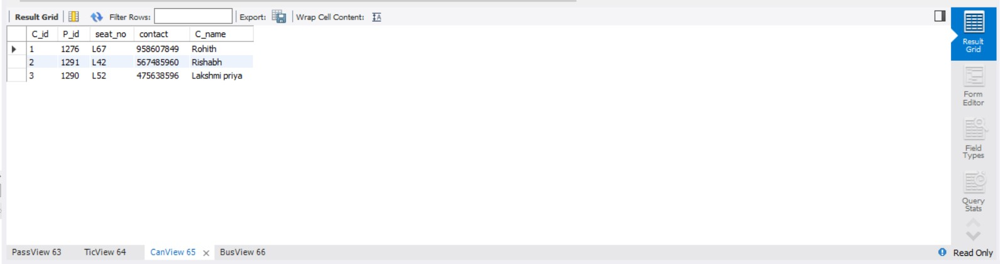 Result Grid Filter Rows: Export: Wrap Cell Content: IA
C_id P_id seat_no contact C_name
1 1276 L67 958607849 Rohith
2 1291 L42 567485960 Rishabh
3 1290 L52 475638596 Lakshmi priya
Result
Grid
Form
Editor
Field
Types
Query
Stats
PassView 63 TicView 64 CanView 65 × BusView 66
Read Only